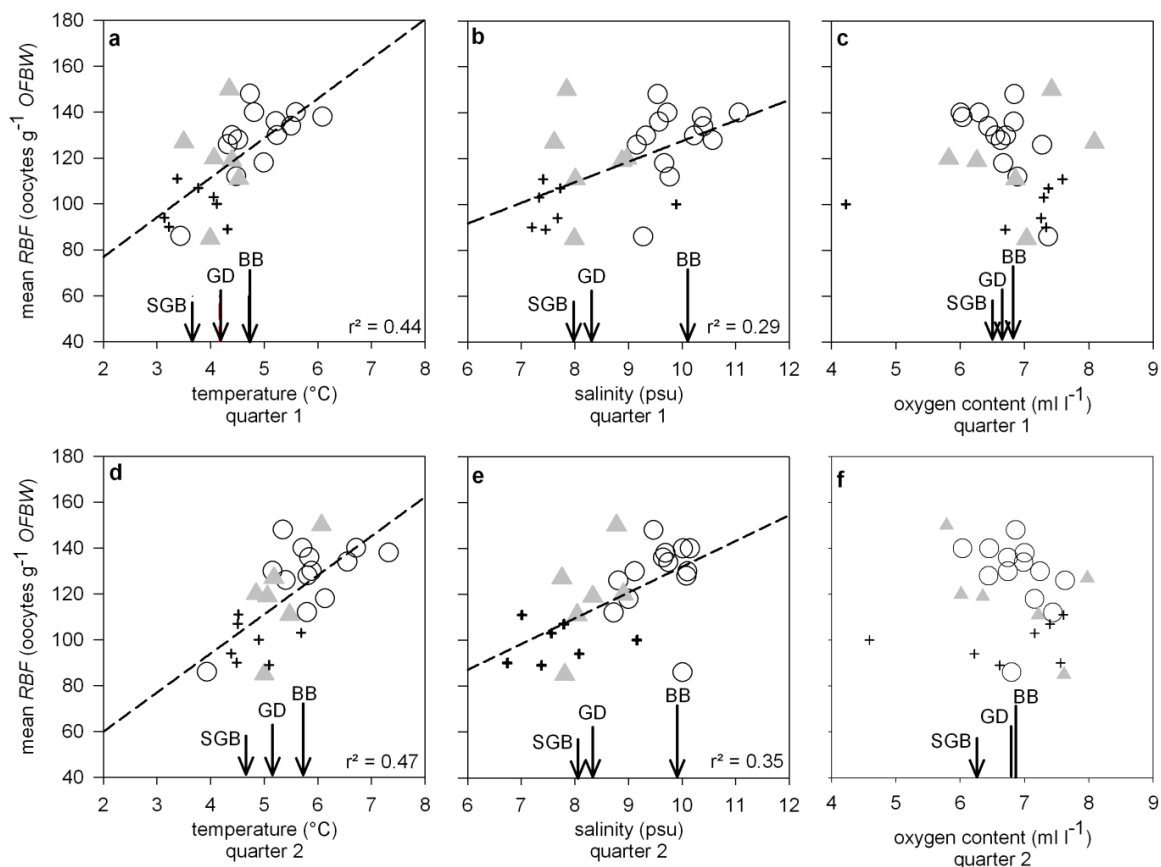 180
160
140
120
100
80
60
40
mean RBF (oocytes g⁻¹ OFBW)
a
SGB
GD
BB
r² = 0.44
2 3 4 5 6 7 8
temperature (°C)
quarter 1
b
SGB
GD
BB
r² = 0.29
6 7 8 9 10 11 12
salinity (psu)
quarter 1
c
SGB
GD
BB
4 5 6 7 8 9
oxygen content (ml l⁻¹)
quarter 1
180
160
140
120
100
80
60
40
mean RBF (oocytes g⁻¹ OFBW)
d
SGB
GD
BB
r² = 0.47
2 3 4 5 6 7 8
temperature (°C)
quarter 2
e
SGB
GD
BB
r² = 0.35
6 7 8 9 10 11 12
salinity (psu)
quarter 2
f
SGB
GD
BB
4 5 6 7 8 9
oxygen content (ml l⁻¹)
quarter 2